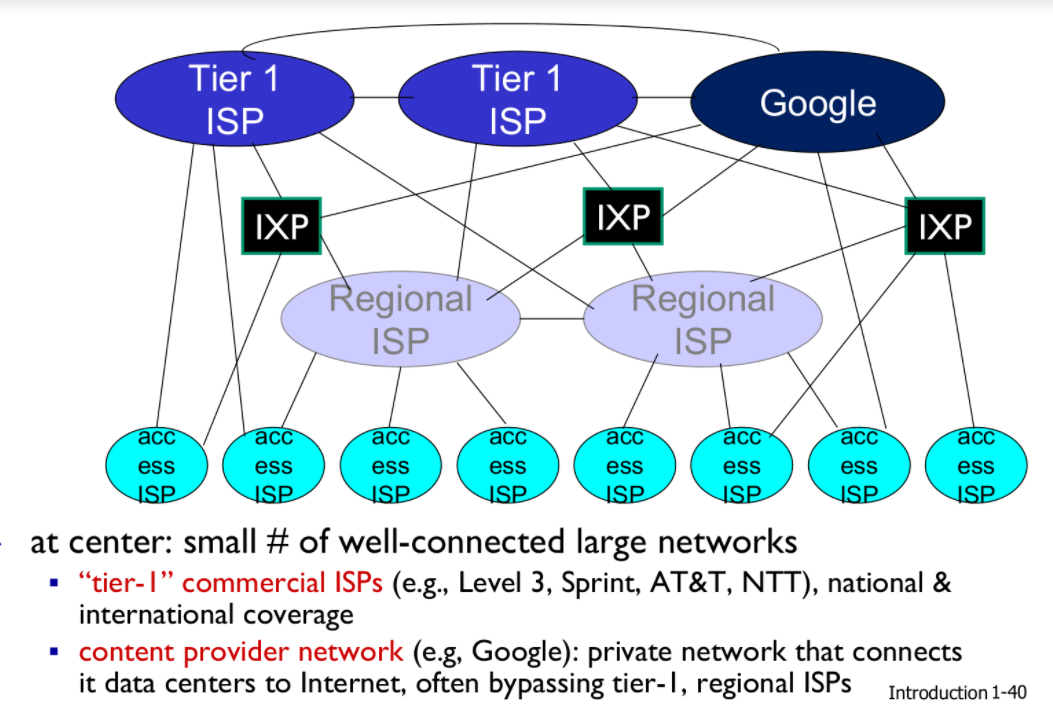 Tier 1
ISP
Tier 1
ISP
Google
IXP
IXP
IXP
Regional
ISP
Regional
ISP
acc
ess
ISP
acc
ess
ISP
acc
ess
ISP
acc
ess
ISP
acc
ess
ISP
acc
ess
ISP
acc
ess
ISP
acc
ess
ISP
at center: small # of well-connected large networks
▪ “tier-1” commercial ISPs (e.g., Level 3, Sprint, AT&T, NTT), national &
international coverage
▪ content provider network (e.g, Google): private network that connects
it data centers to Internet, often bypassing tier-1, regional ISPs
Introduction 1-40